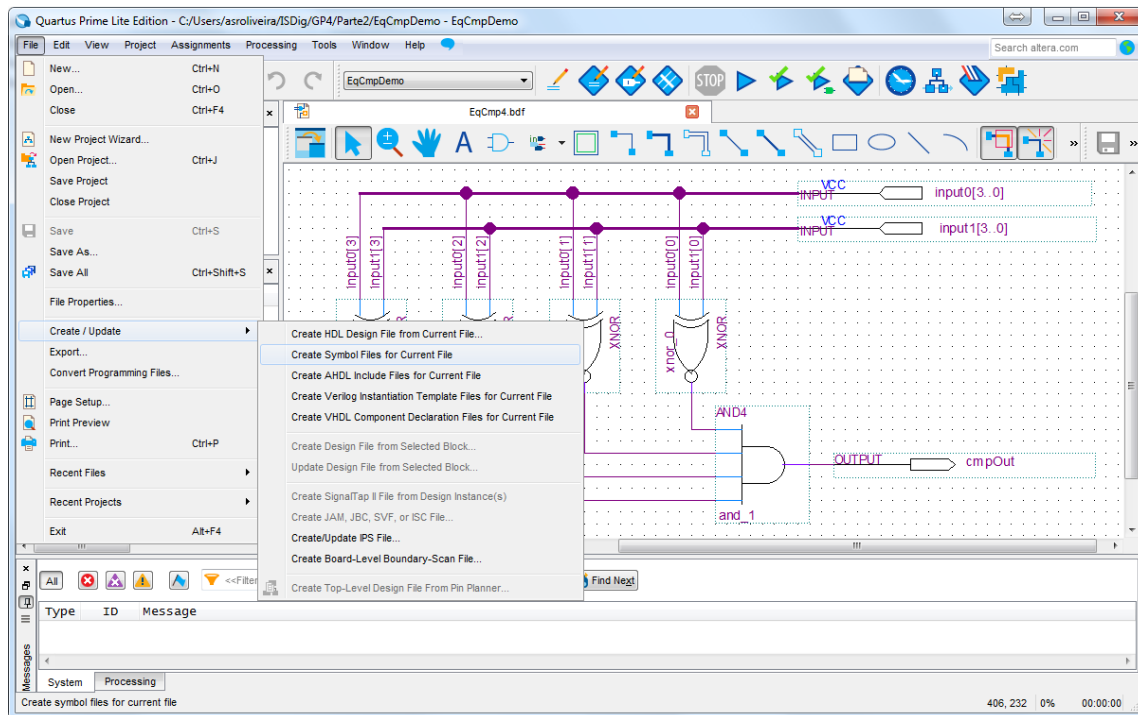 Quartus Prime Lite Edition - C:/Users/asroliveira/ISDig/GP4/Parte2/EqCmpDemo - EqCmpDemo
File Edit View Project Assignments Processing Tools Window Help
Search altera.com
New... Ctrl+N
Open... Ctrl+O
Close Ctrl+F4
New Project Wizard...
Open Project... Ctrl+J
Save Project
Close Project
Save Ctrl+S
Save As...
Save All Ctrl+Shift+S
File Properties...
Create / Update
Export...
Convert Programming Files...
Page Setup...
Print Preview
Print... Ctrl+P
Recent Files
Recent Projects
Exit Alt+F4
Create HDL Design File from Current File...
Create Symbol Files for Current File
Create AHDL Include Files for Current File
Create Verilog Instantiation Template Files for Current File
Create VHDL Component Declaration Files for Current File
Create Design File from Selected Block...
Update Design File from Selected Block...
Create SignalTap II File from Design Instance(s)
Create JAM, JBC, SVF, or ISC File...
Create/Update IPS File...
Create Board-Level Boundary-Scan File...
Create Top-Level Design File From Pin Planner...
EqCmpDemo
STOP
EqCmp4.bdf
A
VCC
INPUT input0[3..0]
VCC
INPUT input1[3..0]
input0[3]
input1[3]
input0[2]
input1[2]
input0[1]
input1[1]
input0[0]
input1[0]
XNOR
xnor_0
XNOR
AND4
and_1
OUTPUT cmpOut
All
<<Filter
Find Next
Type ID Message
Messages
System Processing
Create symbol files for current file
406, 232 0% 00:00:00